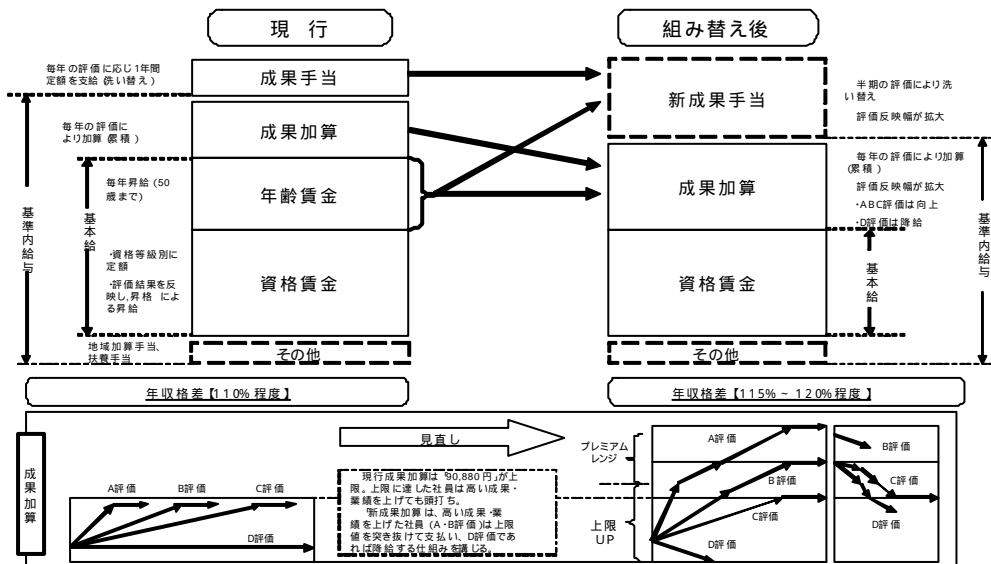 現 行
組み替え後
毎年の評価に応じ1年間
定額を支給(洗い替え)
成果手当
毎年の評価に
より加算(累積)
成果加算
毎年昇給(50
歳まで)
年齢賃金
・資格等級別に
定額
・評価結果を反
映し、昇格 によ
る昇給
資格賃金
地域加算手当、
扶養手当
その他
基準内給与
基本給
新成果手当
半期の評価により洗
い替え
評価反映幅が拡大
成果加算
毎年の評価により加算
(累積)
評価反映幅が拡大
・ABC評価は向上
・D評価は降給
資格賃金
その他
基本給
基準内給与
年収格差【110%程度】
年収格差【115%~120%程度】
成果加算
見直し
A評価
B評価
C評価
D評価
現行成果加算は「90,880円」が上
限。上限に達した社員は高い成果・
業績を上げても頭打ち。
「新成果加算は、高い成果・業
績を上げた社員(A・B評価)は上限
値を突き抜けて支払い、D評価であ
れば降給する仕組みを講じる。
プレミアム
レンジ
上限
UP
A評価
B評価
C評価
D評価
B評価
C評価
D評価